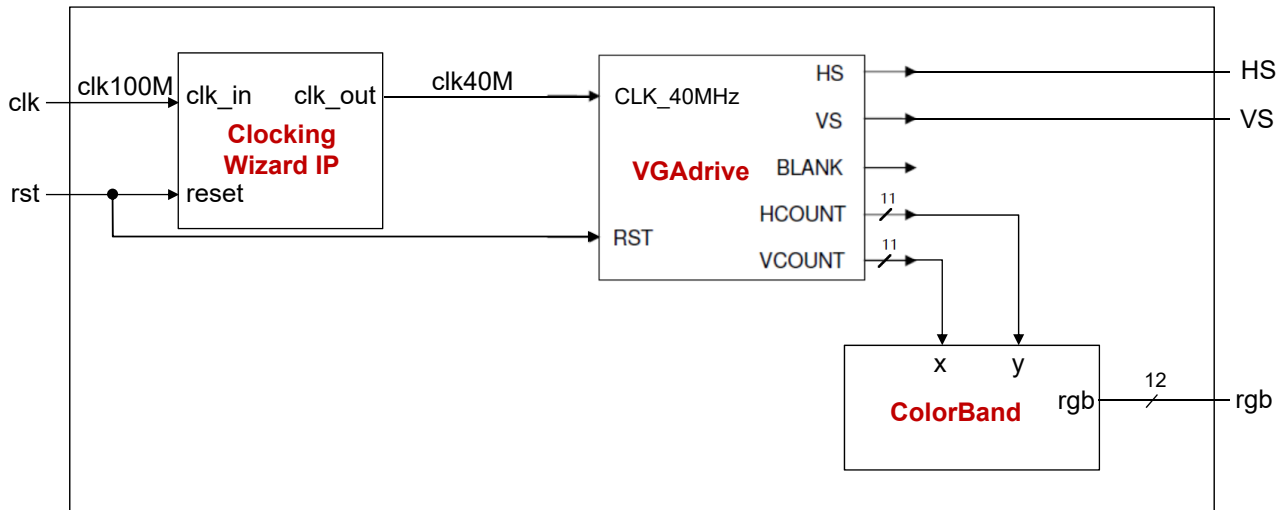 clk
clk100M
clk_in
clk_out
Clocking
Wizard IP
reset
rst
clk40M
CLK_40MHz
VGAdrive
RST
HS
VS
BLANK
HCOUNT
11
VCOUNT
11
HS
VS
x
y
ColorBand
rgb
12
rgb